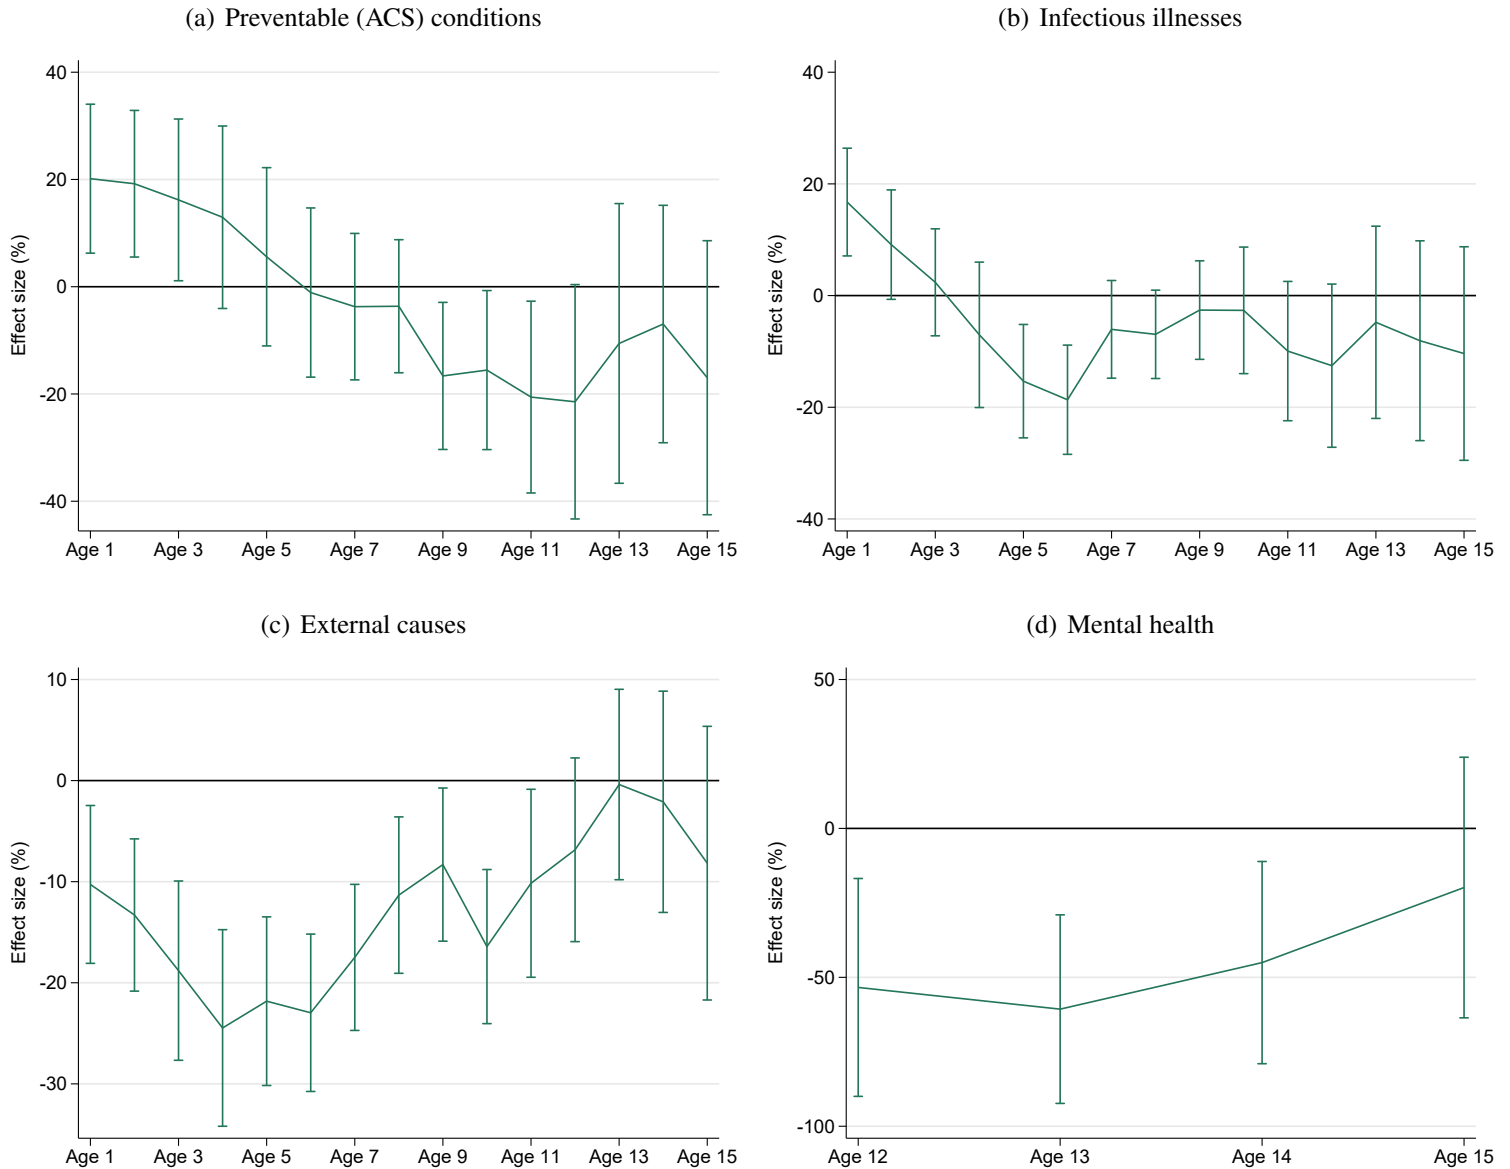 (a) Preventable (ACS) conditions
40
20
0
-20
-40
Effect size (%)
Age 1 Age 3 Age 5 Age 7 Age 9 Age 11 Age 13 Age 15
(b) Infectious illnesses
40
20
0
-20
-40
Effect size (%)
Age 1 Age 3 Age 5 Age 7 Age 9 Age 11 Age 13 Age 15
(c) External causes
10
0
-10
-20
-30
Effect size (%)
Age 1 Age 3 Age 5 Age 7 Age 9 Age 11 Age 13 Age 15
(d) Mental health
50
0
-50
-100
Effect size (%)
Age 12 Age 13 Age 14 Age 15